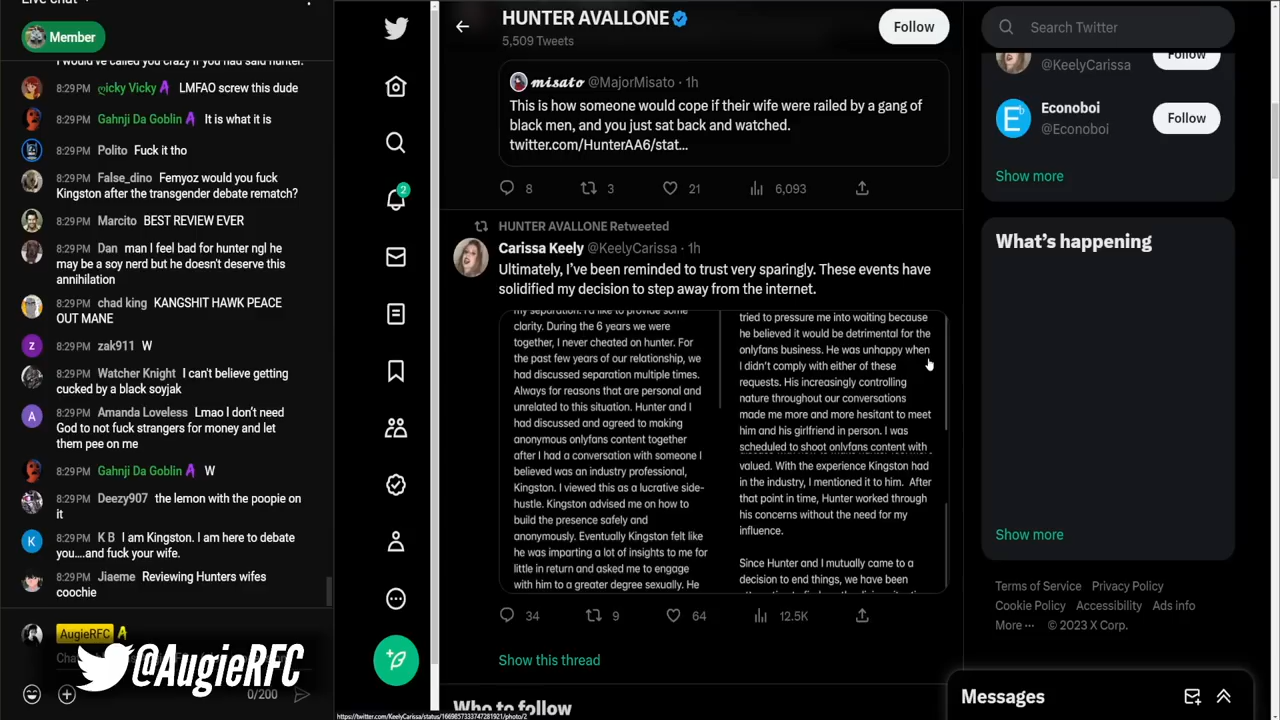 Live chat
Member
I would've called you crazy if you had said hunter.
8:29PM ღicky Vicky LMFAO screw this dude
8:29PM Gahnji Da Goblin It is what it is
8:29PM Polito Fuck it tho
8:29PM False_dino Femyoz would you fuck
Kingston after the transgender debate rematch?
8:29PM Marcito BEST REVIEW EVER
8:29PM Dan man I feel bad for hunter ngl he
may be a soy nerd but he doesn't deserve this
annihilation
8:29PM chad king KANGSHIT HAWK PEACE
OUT MANE
8:29PM zak911 W
8:29PM Watcher Knight I can't believe getting
cucked by a black soyjak
8:29PM Amanda Loveless Lmao I don't need
God to not fuck strangers for money and let
them pee on me
8:29PM Gahnji Da Goblin W
8:29PM Deezy907 the lemon with the poopie on
it
8:29PM K B I am Kingston. I am here to debate
you....and fuck your wife.
8:29PM Jiaeme Reviewing Hunters wifes
coochie
AugieRFC
@AugieRFC
0/200
2
HUNTER AVALLONE
5,509 Tweets
Follow
misato @MajorMisato · 1h
This is how someone would cope if their wife were railed by a gang of
black men, and you just sat back and watched.
twitter.com/HunterAA6/stat…
8 3 21 6,093
HUNTER AVALLONE Retweeted
Carissa Keely @KeelyCarissa · 1h
Ultimately, I've been reminded to trust very sparingly. These events have
solidified my decision to step away from the internet.
my separation. I'd like to provide some
clarity. During the 6 years we were
together, I never cheated on hunter. For
the past few years of our relationship, we
had discussed separation multiple times.
Always for reasons that are personal and
unrelated to this situation. Hunter and I
had discussed and agreed to making
anonymous onlyfans content together
after I had a conversation with someone I
believed was an industry professional,
Kingston. I viewed this as a lucrative side-
hustle. Kingston advised me on how to
build the presence safely and
anonymously. Eventually Kingston felt like
he was imparting a lot of insights to me for
little in return and asked me to engage
with him to a greater degree sexually. He
tried to pressure me into waiting because
he believed it would be detrimental for the
onlyfans business. He was unhappy when
I didn't comply with either of these
requests. His increasingly controlling
nature throughout our conversations
made me more and more hesitant to meet
him and his girlfriend in person. I was
scheduled to shoot onlyfans content with
valued. With the experience Kingston had
in the industry, I mentioned it to him. After
that point in time, Hunter worked through
his concerns without the need for my
influence.
Since Hunter and I mutually came to a
decision to end things, we have been
34 9 64 12.5K
Show this thread
Who to follow
https://twitter.com/KeelyCarissa/status/1669857333747281921/photo/2
Search Twitter
@KeelyCarissa
Follow
Econoboi
@Econoboi
Follow
Show more
What's happening
Show more
Terms of Service Privacy Policy
Cookie Policy Accessibility Ads info
More ··· © 2023 X Corp.
Messages